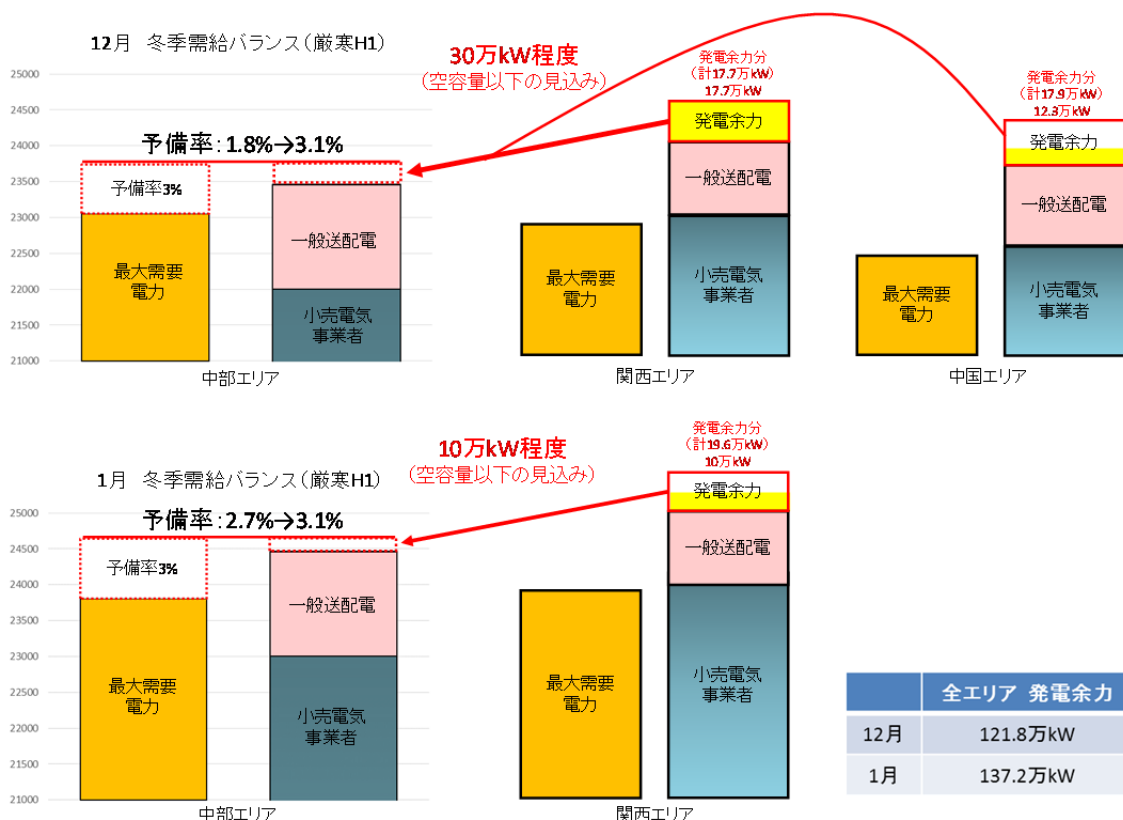 12月 冬季需給バランス（厳寒H1）
30万kW程度
（空容量以下の見込み）
予備率：1.8%→3.1%
25000
24500
24000
23500
23000
22500
22000
21500
21000
予備率3%
最大需要
電力
一般送配電
小売電気
事業者
中部エリア
発電余力分
（計17.7万kW）
17.7万kW
発電余力
一般送配電
小売電気
事業者
最大需要
電力
関西エリア
発電余力分
（計17.9万kW）
12.3万kW
発電余力
一般送配電
小売電気
事業者
最大需要
電力
中国エリア
1月 冬季需給バランス（厳寒H1）
10万kW程度
（空容量以下の見込み）
予備率：2.7%→3.1%
25000
24500
24000
23500
23000
22500
22000
21500
21000
予備率3%
最大需要
電力
一般送配電
小売電気
事業者
中部エリア
発電余力分
（計19.6万kW）
10万kW
発電余力
一般送配電
小売電気
事業者
最大需要
電力
関西エリア
全エリア 発電余力
12月 121.8万kW
1月 137.2万kW